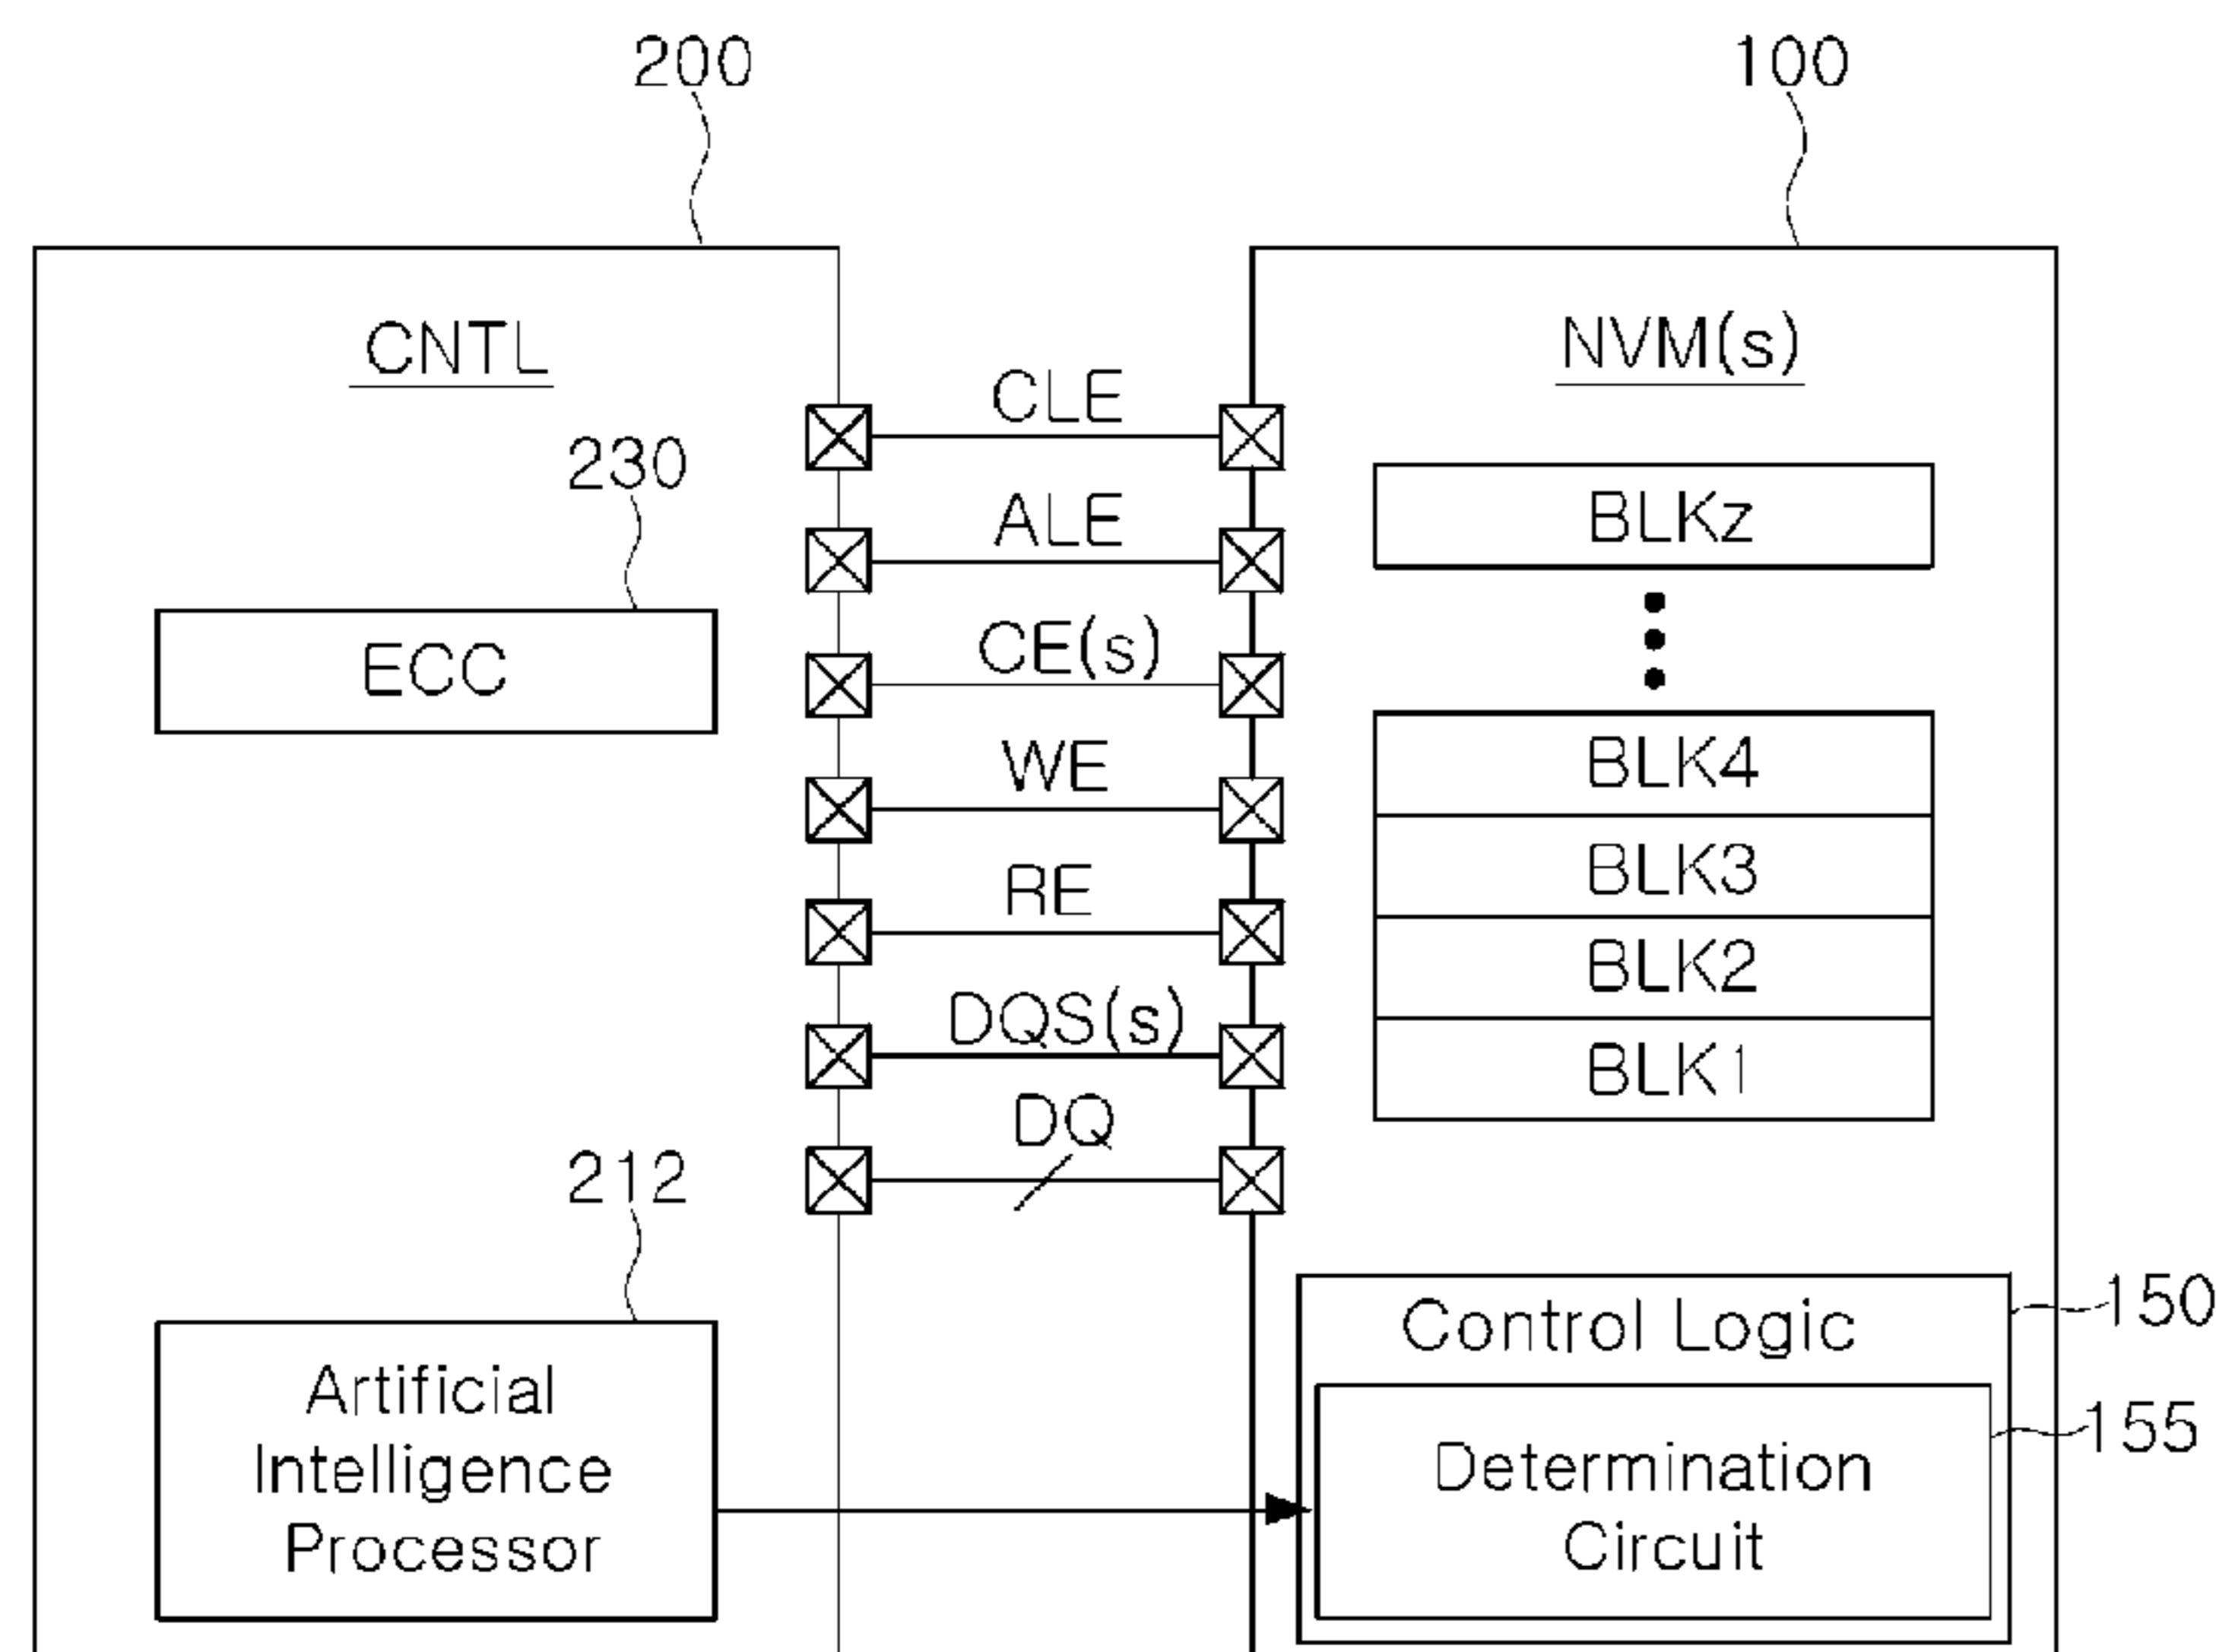 200
100
CNTL
NVM(s)
CLE
230
ALE
BLKz
CE(s)
ECC
WE
BLK4
RE
BLK3
BLK2
DQS(s)
BLK1
DQ
212
150
Control Logic
Artificial
Intelligence
Processor
155
Determination
Circuit